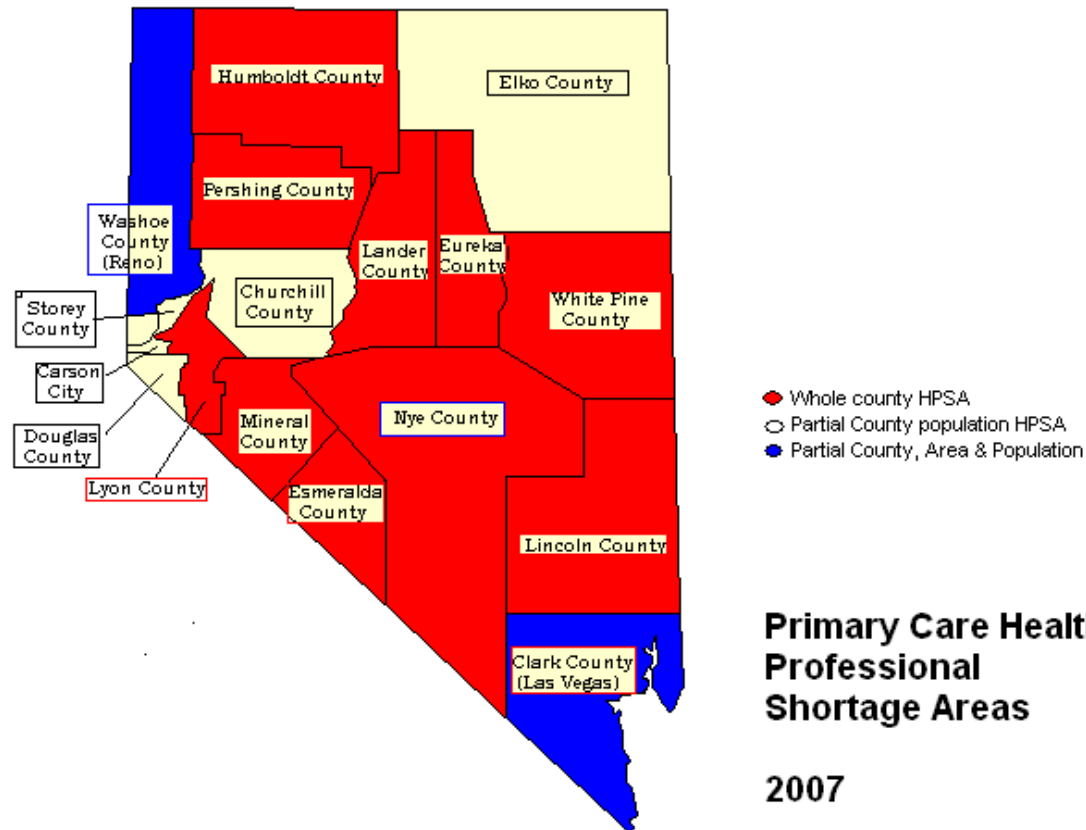 Humboldt County
Elko County
Pershing County
Washoe
County
(Reno)
Lander
County
Eureka
County
Storey
County
Churchill
County
White Pine
County
Carson
City
Mineral
County
Nye County
Douglas
County
Lyon County
Esmeralda
County
Lincoln County
Clark County
(Las Vegas)
Whole county HPSA
Partial County population HPSA
Partial County, Area & Population
Primary Care Healt
Professional
Shortage Areas
2007